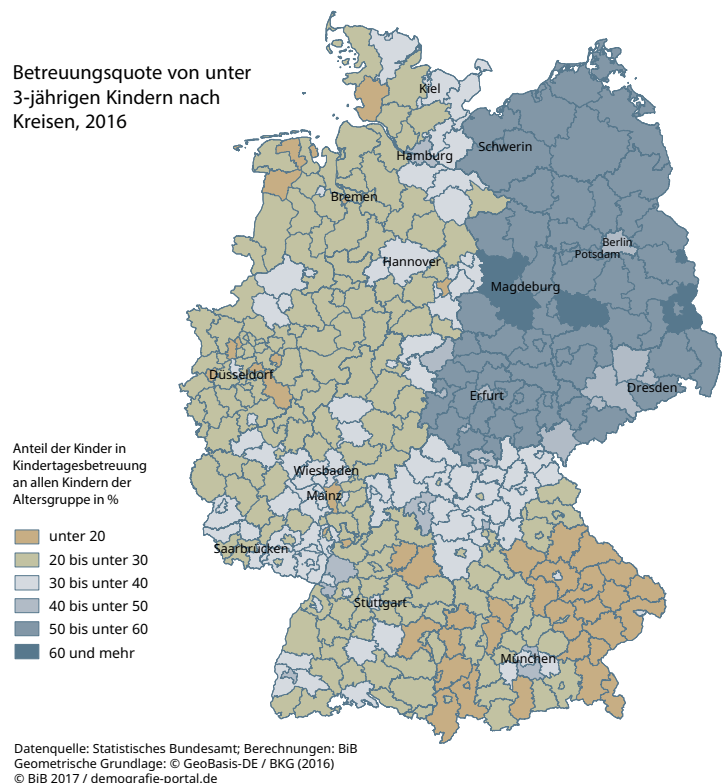 Betreuungsquote von unter
3-jährigen Kindern nach
Kreisen, 2016
Kiel
Schwerin
Hamburg
Bremen
Berlin
Potsdam
Hannover
Magdeburg
Düsseldorf
Dresden
Erfurt
Wiesbaden
Mainz
Saarbrücken
Stuttgart
München
Anteil der Kinder in
Kindertagesbetreuung
an allen Kindern der
Altersgruppe in %
unter 20
20 bis unter 30
30 bis unter 40
40 bis unter 50
50 bis unter 60
60 und mehr
Datenquelle: Statistisches Bundesamt; Berechnungen: BiB
Geometrische Grundlage: © GeoBasis-DE / BKG (2016)
© BiB 2017 / demografie-portal.de